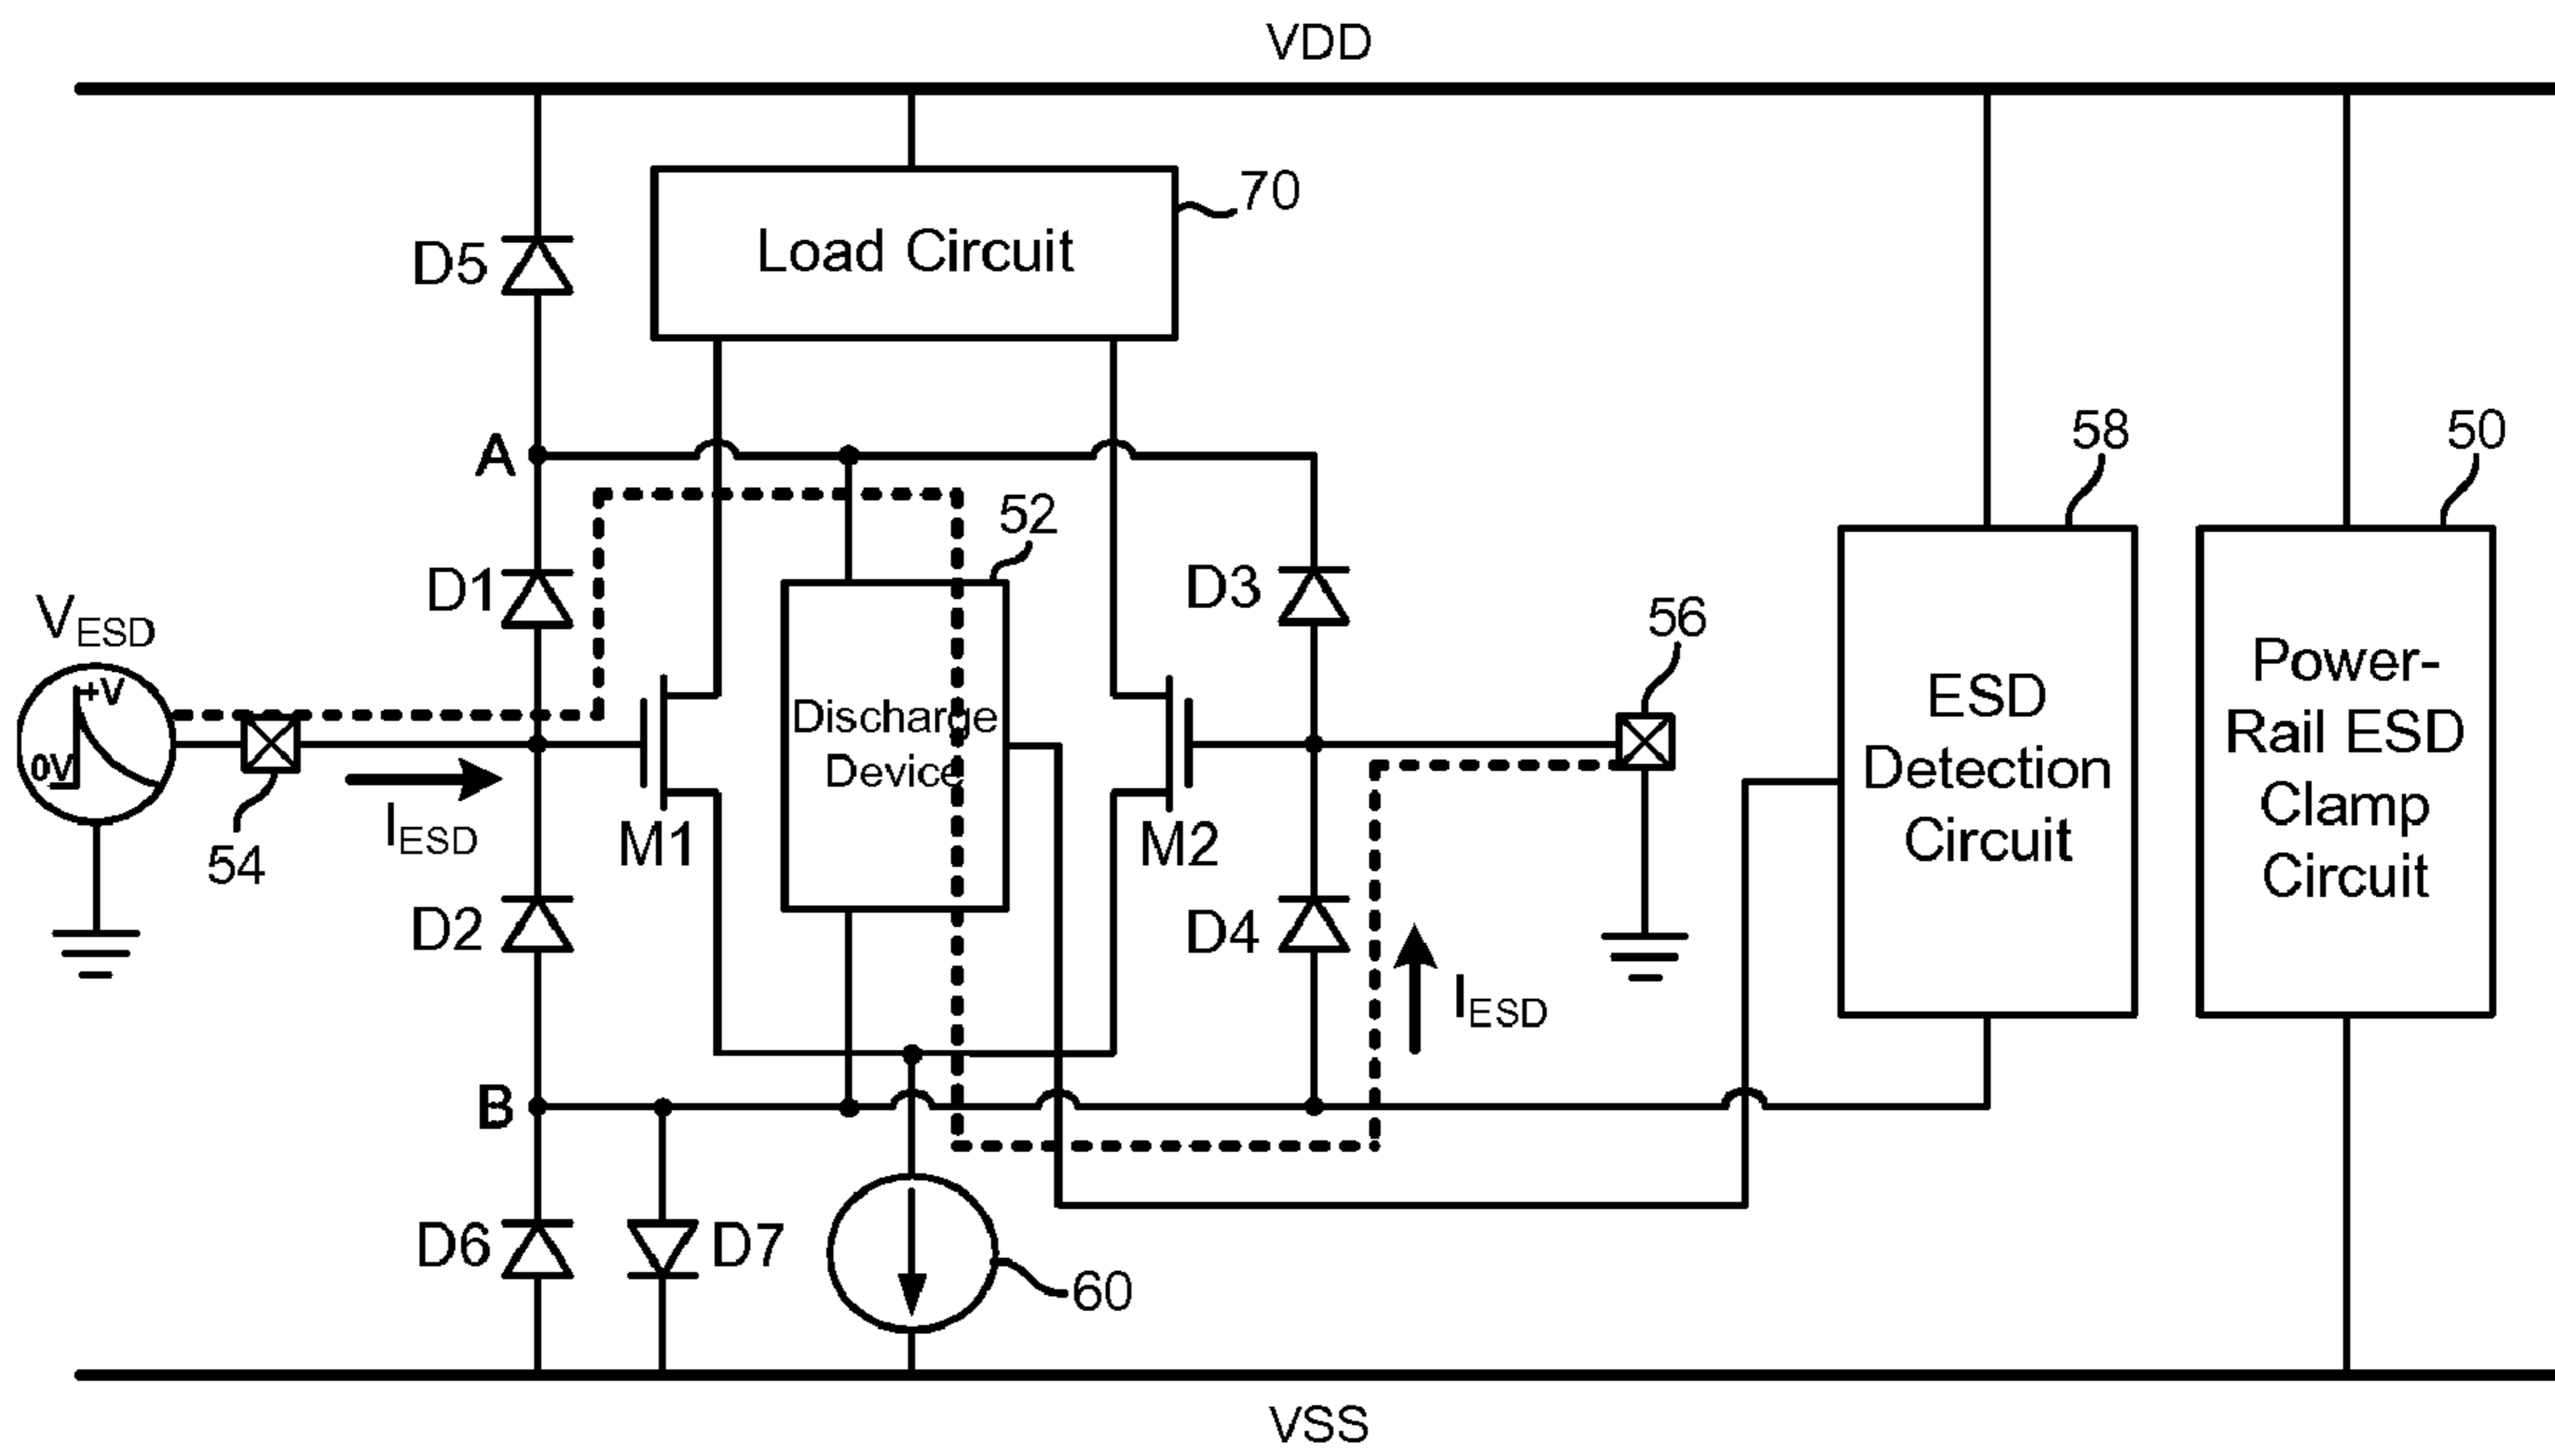 VDD
70
Load Circuit
D5
A
58
50
52
D1
D3
VESD
56
+V
0V
Discharge
Device
ESD
Detection
Circuit
Power-
Rail ESD
Clamp
Circuit
IESD
54
M1
M2
D2
D4
IESD
B
D6
D7
60
VSS